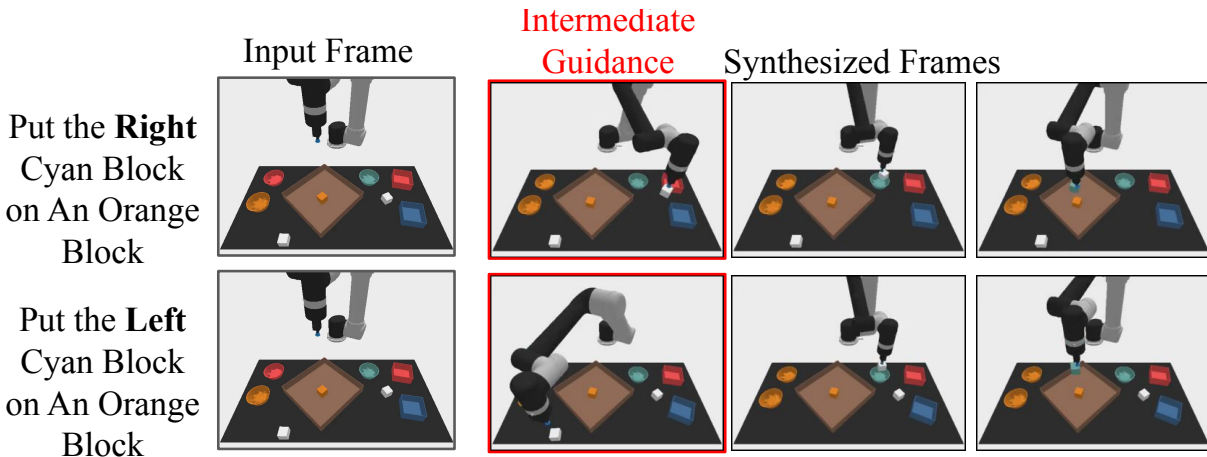 Intermediate
Input Frame
Guidance
Synthesized Frames
Put the Right
Cyan Block
on An Orange
Block
Put the Left
Cyan Block
on An Orange
Block